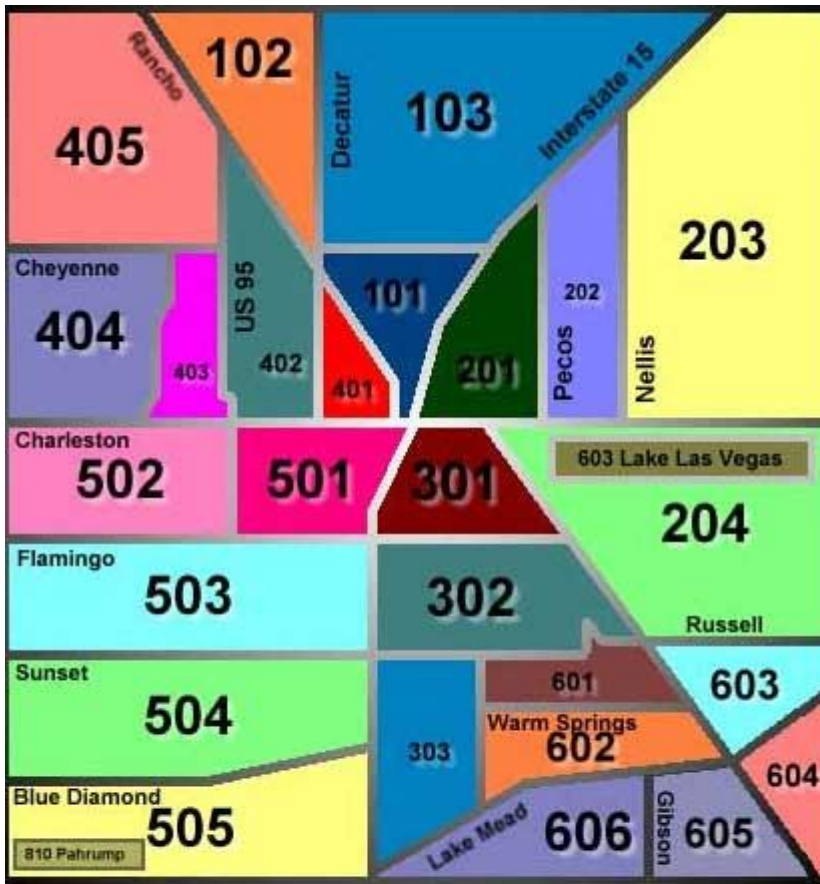 Rancho
102
Decatur
103
Interstate 15
405
203
Cheyenne
404
403
US 95
402
401
101
201
202
Pecos
Nellis
Charleston
502
501
301
603 Lake Las Vegas
204
Flamingo
503
302
Russell
Sunset
504
303
601
603
Warm Springs
602
604
Blue Diamond
505
810 Pahrump
Lake Mead
606
Gibson
605